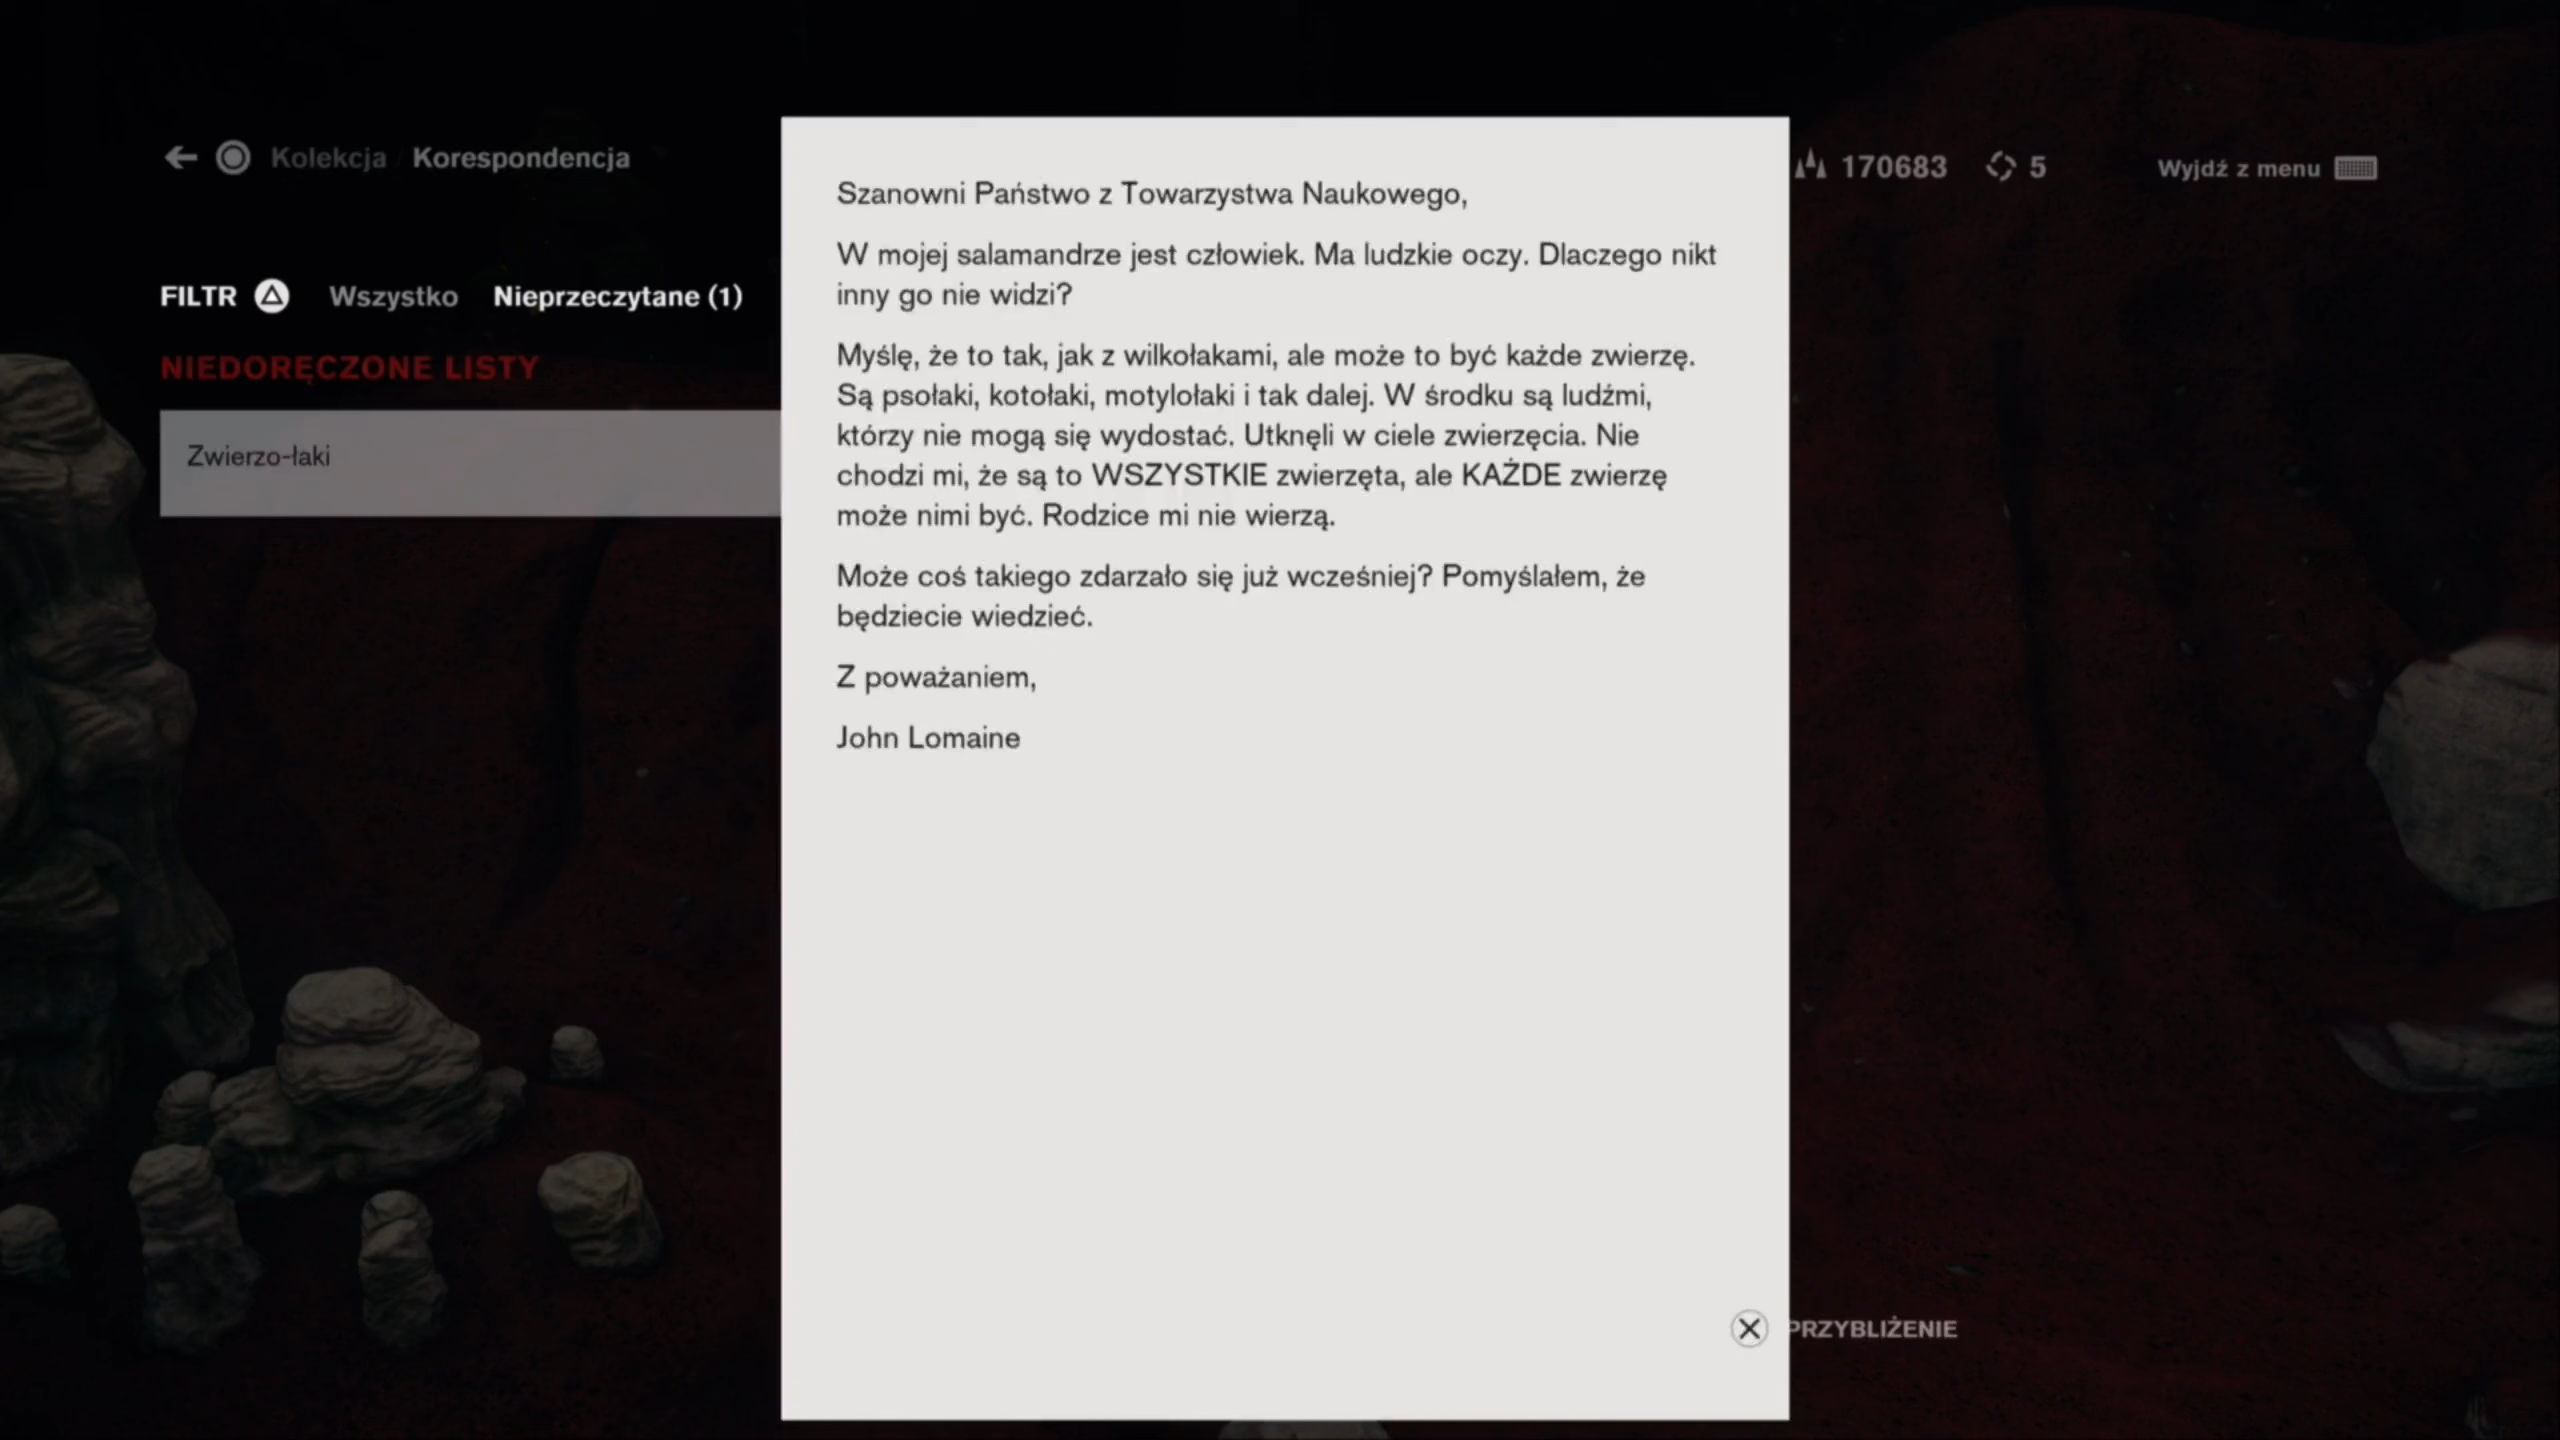 Kolekcja / Korespondencja
170683
5
Wyjdź z menu
FILTR Wszystko Nieprzeczytane (1)
NIEDORĘCZONE LISTY
Zwierzo-łaki
Szanowni Państwo z Towarzystwa Naukowego,
W mojej salamandrze jest człowiek. Ma ludzkie oczy. Dlaczego nikt
inny go nie widzi?
Myślę, że to tak, jak z wilkołakami, ale może to być każde zwierzę.
Są psołaki, kotołaki, motylołaki i tak dalej. W środku są ludźmi,
którzy nie mogą się wydostać. Utknęli w ciele zwierzęcia. Nie
chodzi mi, że są to WSZYSTKIE zwierzęta, ale KAŻDE zwierzę
może nimi być. Rodzice mi nie wierzą.
Może coś takiego zdarzało się już wcześniej? Pomyślałem, że
będziecie wiedzieć.
Z poważaniem,
John Lomaine
PRZYBLIŻENIE